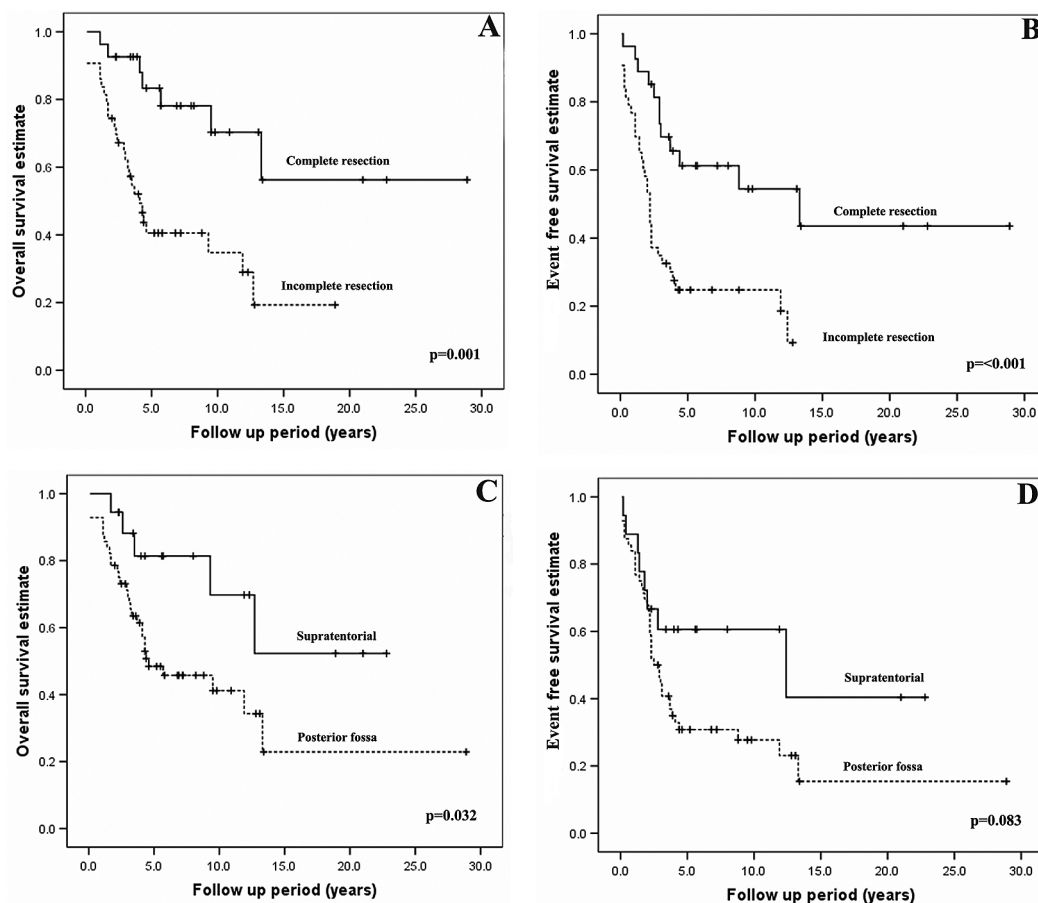 A
Overall survival estimate
1.0
0.8
0.6
0.4
0.2
0.0
Complete resection
Incomplete resection
p=0.001
0.0 5.0 10.0 15.0 20.0 25.0 30.0
Follow up period (years)
B
Event free survival estimate
1.0
0.8
0.6
0.4
0.2
0.0
Complete resection
Incomplete resection
p=<0.001
0.0 5.0 10.0 15.0 20.0 25.0 30.0
Follow up period (years)
C
Overall survival estimate
1.0
0.8
0.6
0.4
0.2
0.0
Supratentorial
Posterior fossa
p=0.032
0.0 5.0 10.0 15.0 20.0 25.0 30.0
Follow up period (years)
D
Event free survival estimate
1.0
0.8
0.6
0.4
0.2
0.0
Supratentorial
Posterior fossa
p=0.083
0.0 5.0 10.0 15.0 20.0 25.0 30.0
Follow up period (years)